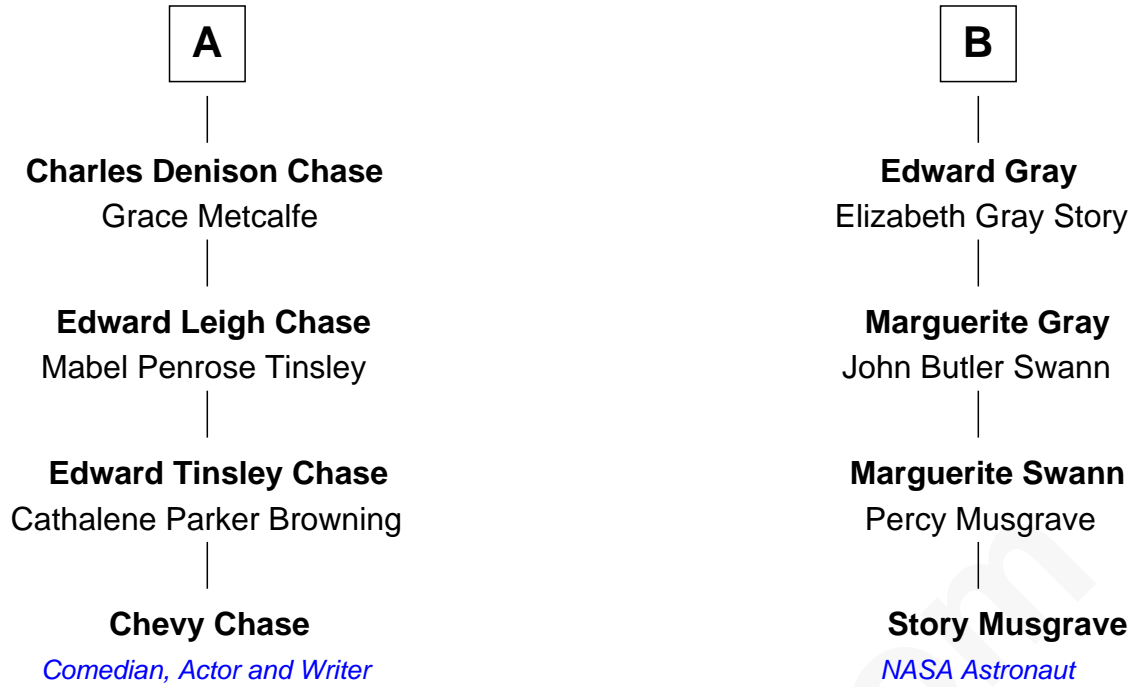 A
B
Charles Denison Chase
Grace Metcalfe
Edward Gray
Elizabeth Gray Story
Edward Leigh Chase
Mabel Penrose Tinsley
Marguerite Gray
John Butler Swann
Edward Tinsley Chase
Cathalene Parker Browning
Marguerite Swann
Percy Musgrave
Chevy Chase
Comedian, Actor and Writer
Story Musgrave
NASA Astronaut